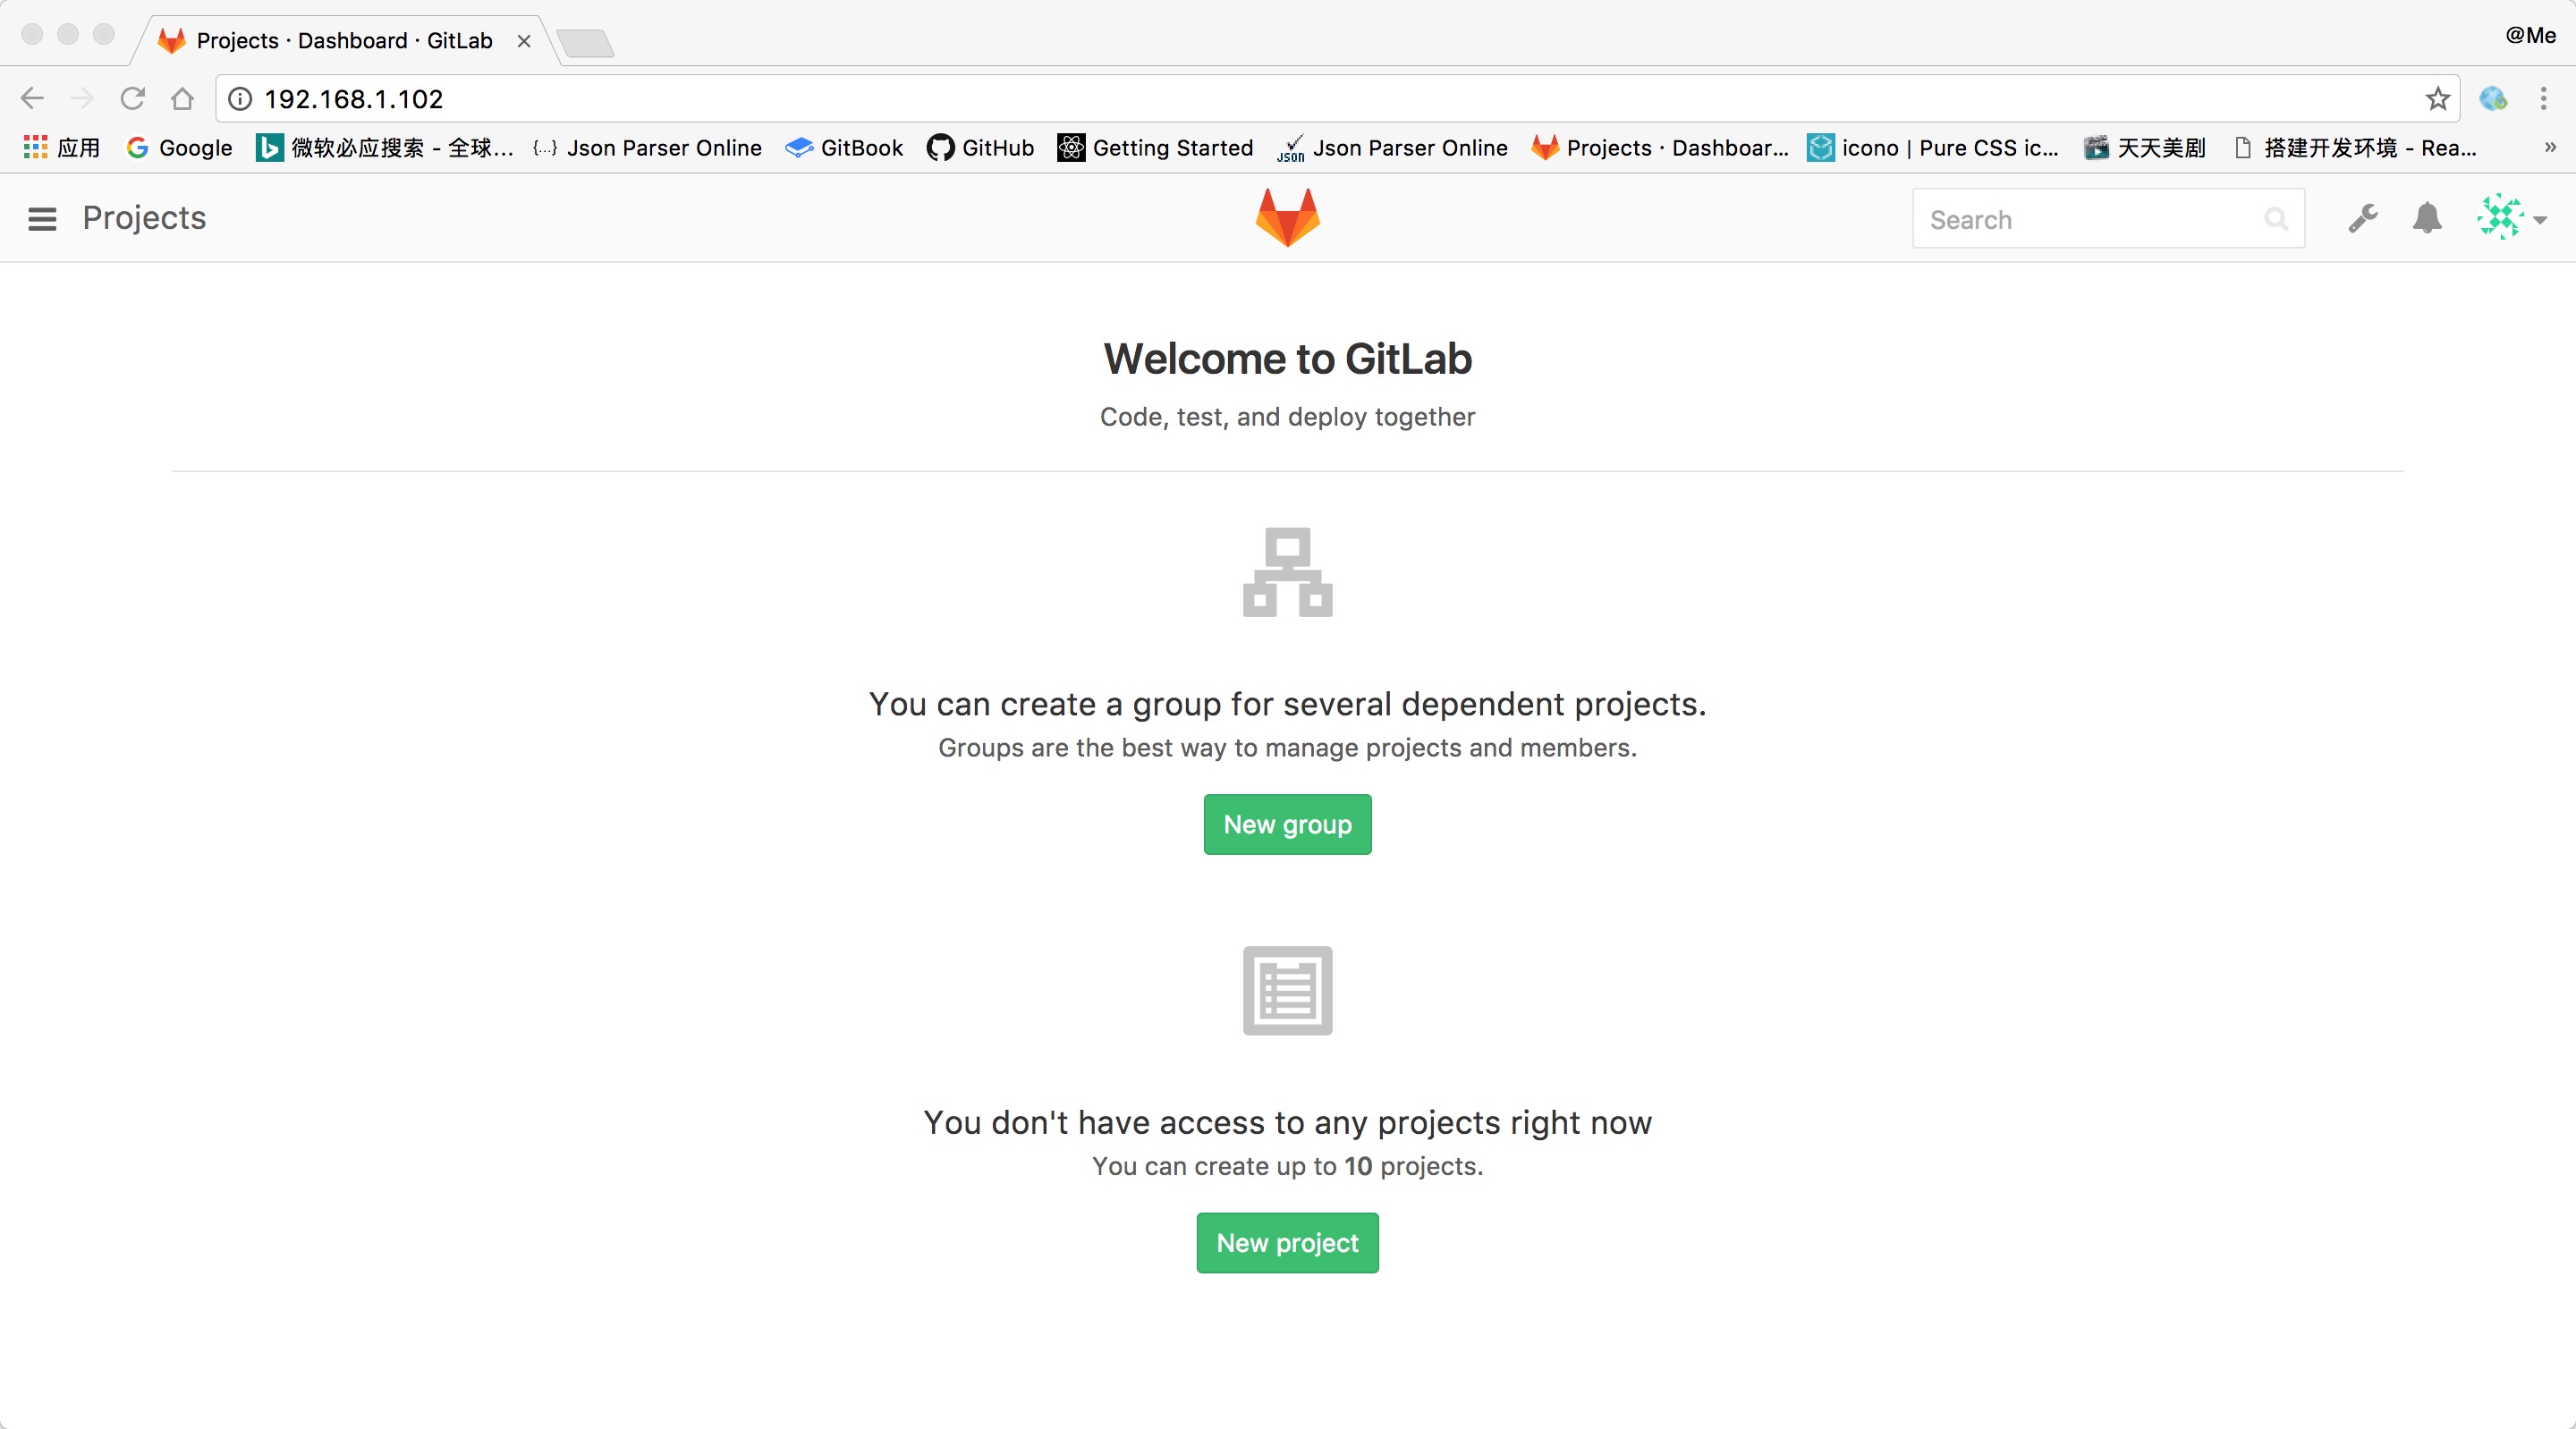 Projects · Dashboard · GitLab
@Me
192.168.1.102
应用 Google 微软必应搜索 - 全球... {...} Json Parser Online GitBook GitHub Getting Started JSON Json Parser Online Projects · Dashboar... icono | Pure CSS ic... 天天美剧 搭建开发环境 - Rea... »
Projects
Search
Welcome to GitLab
Code, test, and deploy together
You can create a group for several dependent projects.
Groups are the best way to manage projects and members.
New group
You don't have access to any projects right now
You can create up to 10 projects.
New project